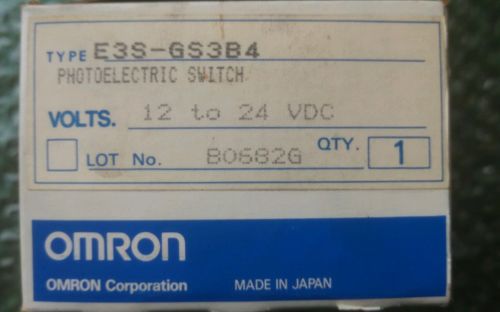 TYPE E3S-GS3B4
PHOTOELECTRIC SWITCH
VOLTS. 12 to 24 VDC
LOT No. 80682G QTY. 1
OMRON
OMRON Corporation MADE IN JAPAN